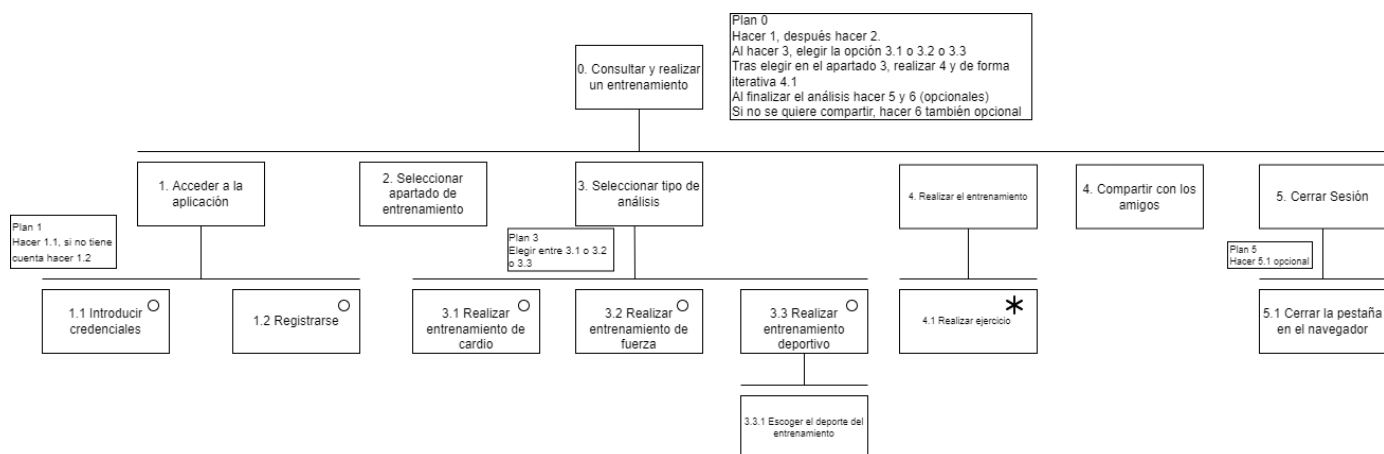 Plan 0
Hacer 1, después hacer 2.
Al hacer 3, elegir la opción 3.1 o 3.2 o 3.3
Tras elegir en el apartado 3, realizar 4 y de forma
iterativa 4.1
Al finalizar el análisis hacer 5 y 6 (opcionales)
Si no se quiere compartir, hacer 6 también opcional
0. Consultar y realizar
un entrenamiento
1. Acceder a la
aplicación
2. Seleccionar
apartado de
entrenamiento
3. Seleccionar tipo de
análisis
4. Realizar el entrenamiento
4. Compartir con los
amigos
5. Cerrar Sesión
Plan 1
Hacer 1.1, si no tiene
cuenta hacer 1.2
Plan 3
Elegir entre 3.1 o 3.2
o 3.3
Plan 5
Hacer 5.1 opcional
1.1 Introducir
credenciales
1.2 Registrarse
3.1 Realizar
entrenamiento de
cardio
3.2 Realizar
entrenamiento de
fuerza
3.3 Realizar
entrenamiento
deportivo
4.1 Realizar ejercicio
5.1 Cerrar la pestaña
en el navegador
3.3.1 Escoger el deporte del
entrenamiento